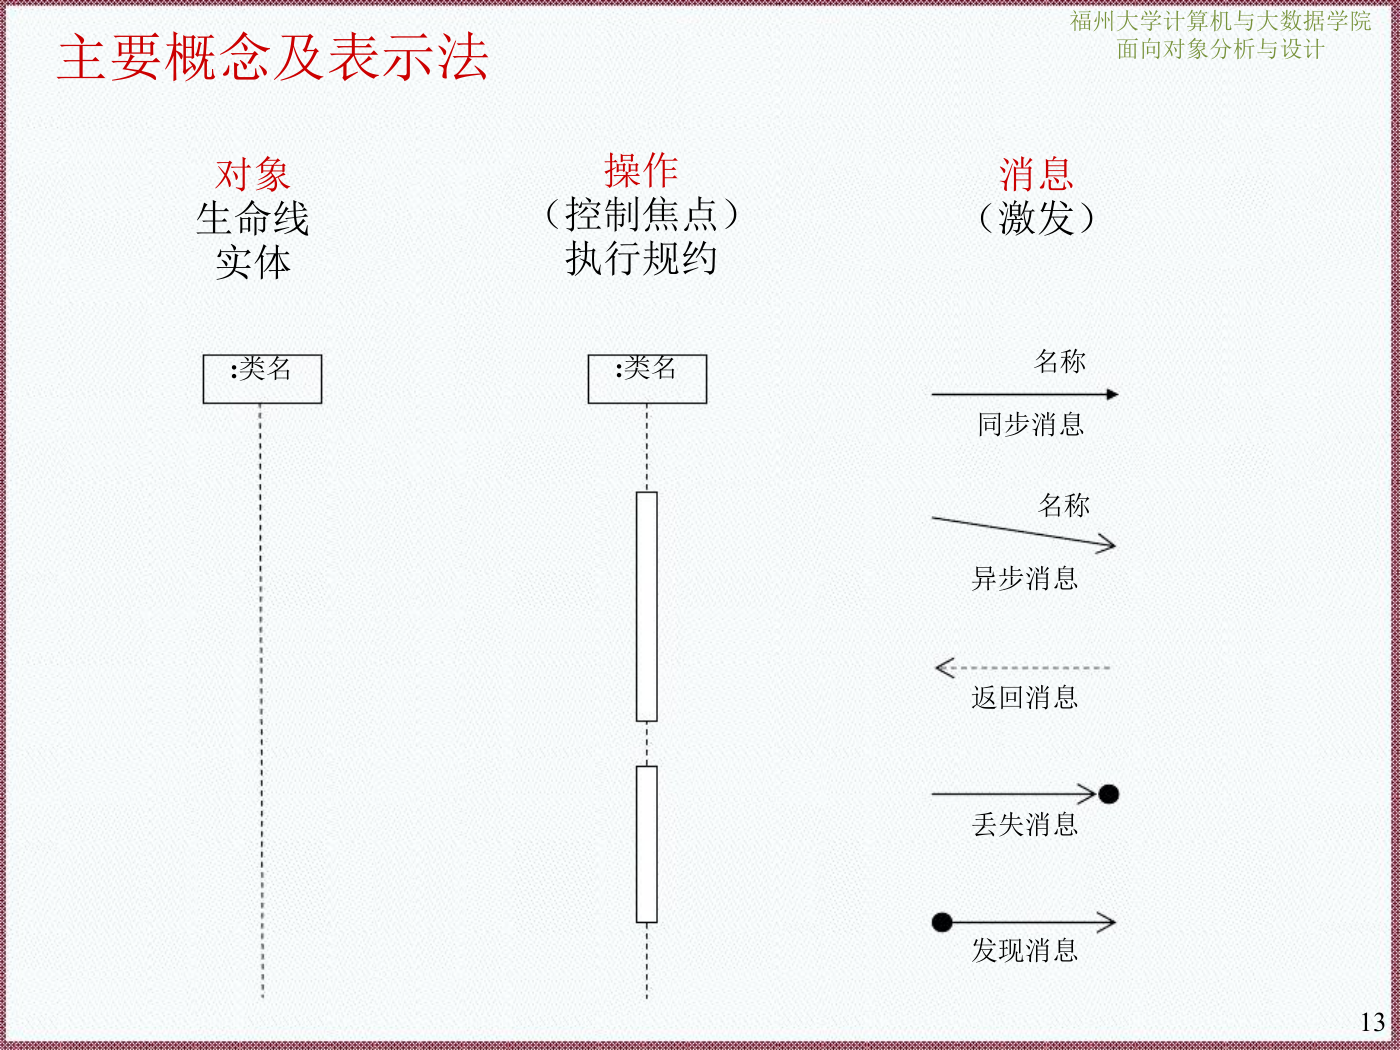 福州大学计算机与大数据学院
面向对象分析与设计
主要概念及表示法
对象
生命线
实体
操作
（控制焦点）
执行规约
消息
（激发）
:类名
:类名
名称
同步消息
名称
异步消息
返回消息
丢失消息
发现消息
13